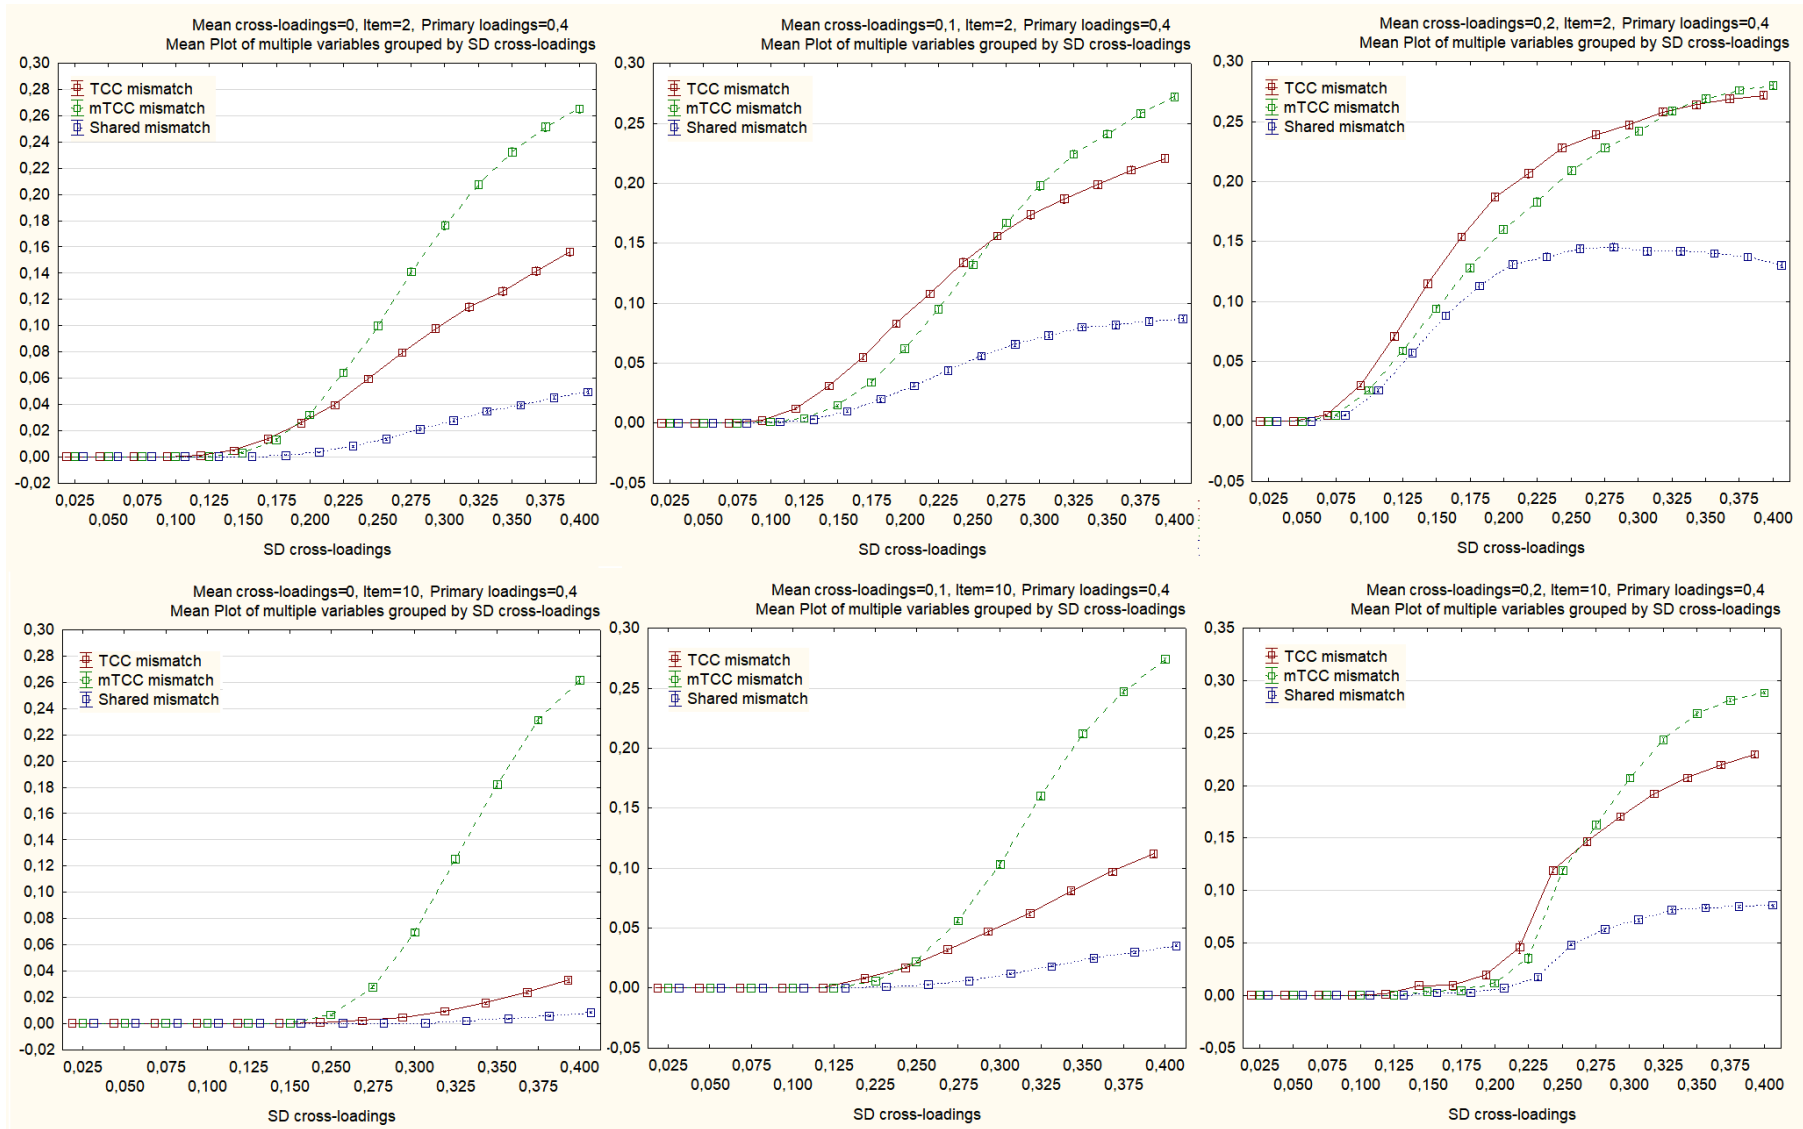 Mean cross-loadings=0, Item=2, Primary loadings=0,4
Mean Plot of multiple variables grouped by SD cross-loadings
TCC mismatch
mTCC mismatch
Shared mismatch
0,30
0,28
0,26
0,24
0,22
0,20
0,18
0,16
0,14
0,12
0,10
0,08
0,06
0,04
0,02
0,00
-0,02
0,025 0,075 0,125 0,175 0,225 0,275 0,325 0,375
0,050 0,100 0,150 0,200 0,250 0,300 0,350 0,400
SD cross-loadings
Mean cross-loadings=0,1, Item=2, Primary loadings=0,4
Mean Plot of multiple variables grouped by SD cross-loadings
TCC mismatch
mTCC mismatch
Shared mismatch
0,30
0,25
0,20
0,15
0,10
0,05
0,00
-0,05
0,025 0,075 0,125 0,175 0,225 0,275 0,325 0,375
0,050 0,100 0,150 0,200 0,250 0,300 0,350 0,400
SD cross-loadings
Mean cross-loadings=0,2, Item=2, Primary loadings=0,4
Mean Plot of multiple variables grouped by SD cross-loadings
TCC mismatch
mTCC mismatch
Shared mismatch
0,30
0,25
0,20
0,15
0,10
0,05
0,00
-0,05
0,025 0,075 0,125 0,175 0,225 0,275 0,325 0,375
0,050 0,100 0,150 0,200 0,250 0,300 0,350 0,400
SD cross-loadings
Mean cross-loadings=0, Item=10, Primary loadings=0,4
Mean Plot of multiple variables grouped by SD cross-loadings
TCC mismatch
mTCC mismatch
Shared mismatch
0,30
0,28
0,26
0,24
0,22
0,20
0,18
0,16
0,14
0,12
0,10
0,08
0,06
0,04
0,02
0,00
-0,02
0,025 0,075 0,125 0,250 0,300 0,350 0,400
0,050 0,100 0,150 0,275 0,325 0,375
SD cross-loadings
Mean cross-loadings=0,1, Item=10, Primary loadings=0,4
Mean Plot of multiple variables grouped by SD cross-loadings
TCC mismatch
mTCC mismatch
Shared mismatch
0,30
0,25
0,20
0,15
0,10
0,05
0,00
-0,05
0,025 0,075 0,125 0,250 0,300 0,350 0,400
0,050 0,100 0,225 0,275 0,325 0,375
SD cross-loadings
Mean cross-loadings=0,2, Item=10, Primary loadings=0,4
Mean Plot of multiple variables grouped by SD cross-loadings
TCC mismatch
mTCC mismatch
Shared mismatch
0,35
0,30
0,25
0,20
0,15
0,10
0,05
0,00
-0,05
0,025 0,075 0,125 0,175 0,225 0,275 0,325 0,375
0,050 0,100 0,150 0,200 0,250 0,300 0,350 0,400
SD cross-loadings